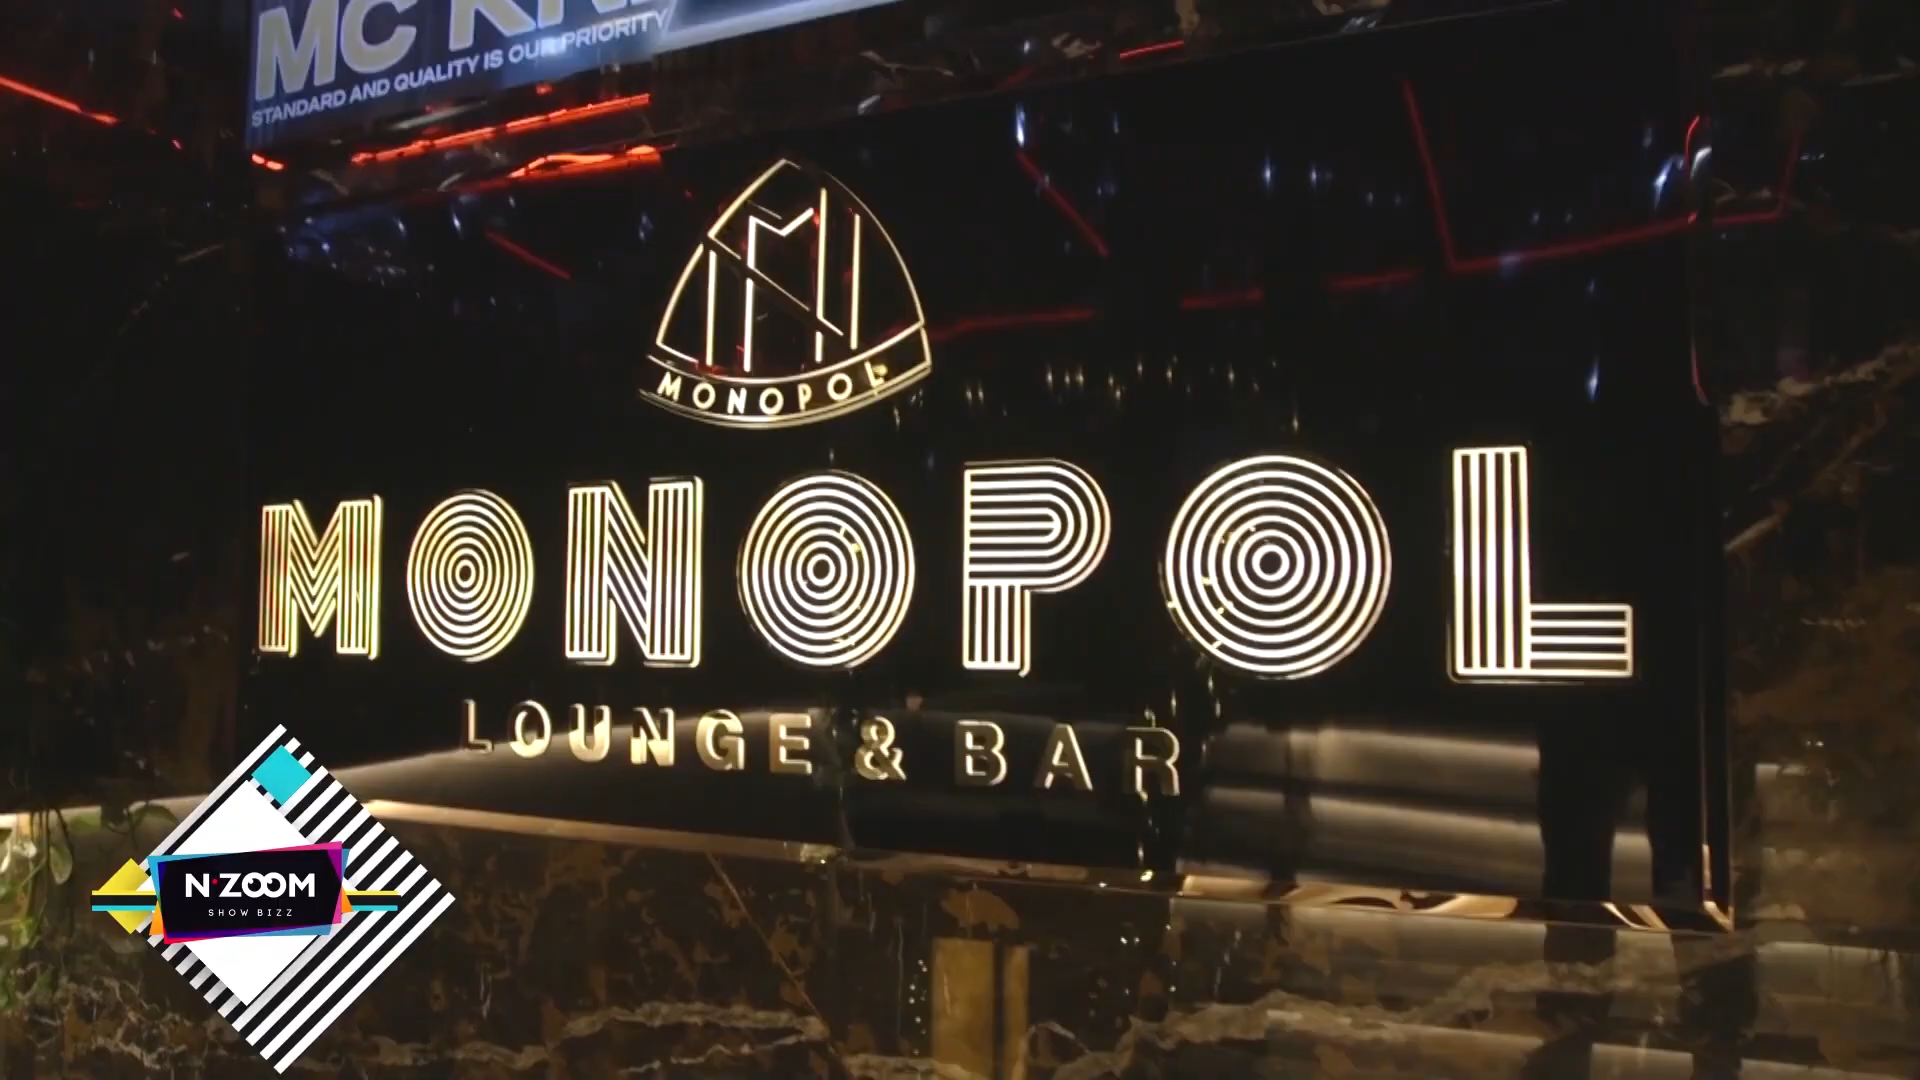 MC
STANDARD AND QUALITY IS OUR PRIORITY
MONOPOL
MONOPOL
LOUNGE & BAR
N·ZOOM
SHOW BIZZ